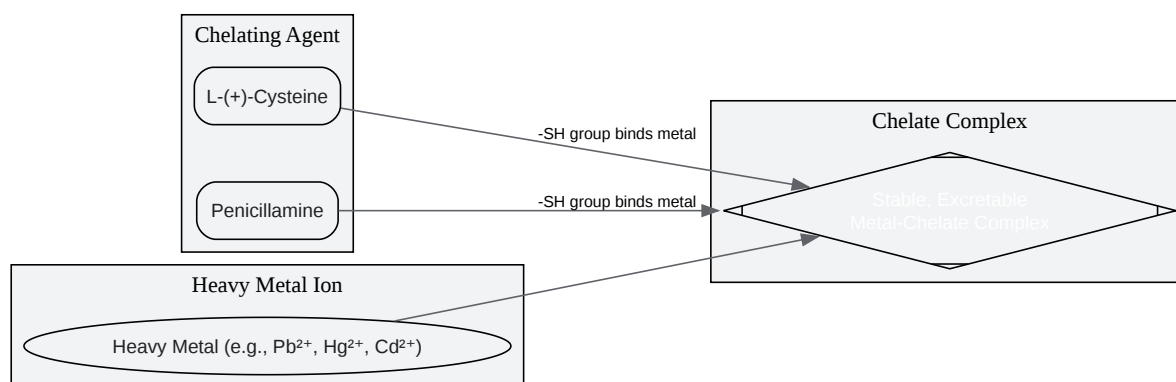 Chelating Agent
L-(+)-Cysteine
-SH group binds metal
Penicillamine
-SH group binds metal
Chelate Complex
Stable, Excretable
Metal-Chelate Complex
Heavy Metal Ion
Heavy Metal (e.g., Pb²⁺, Hg²⁺, Cd²⁺)